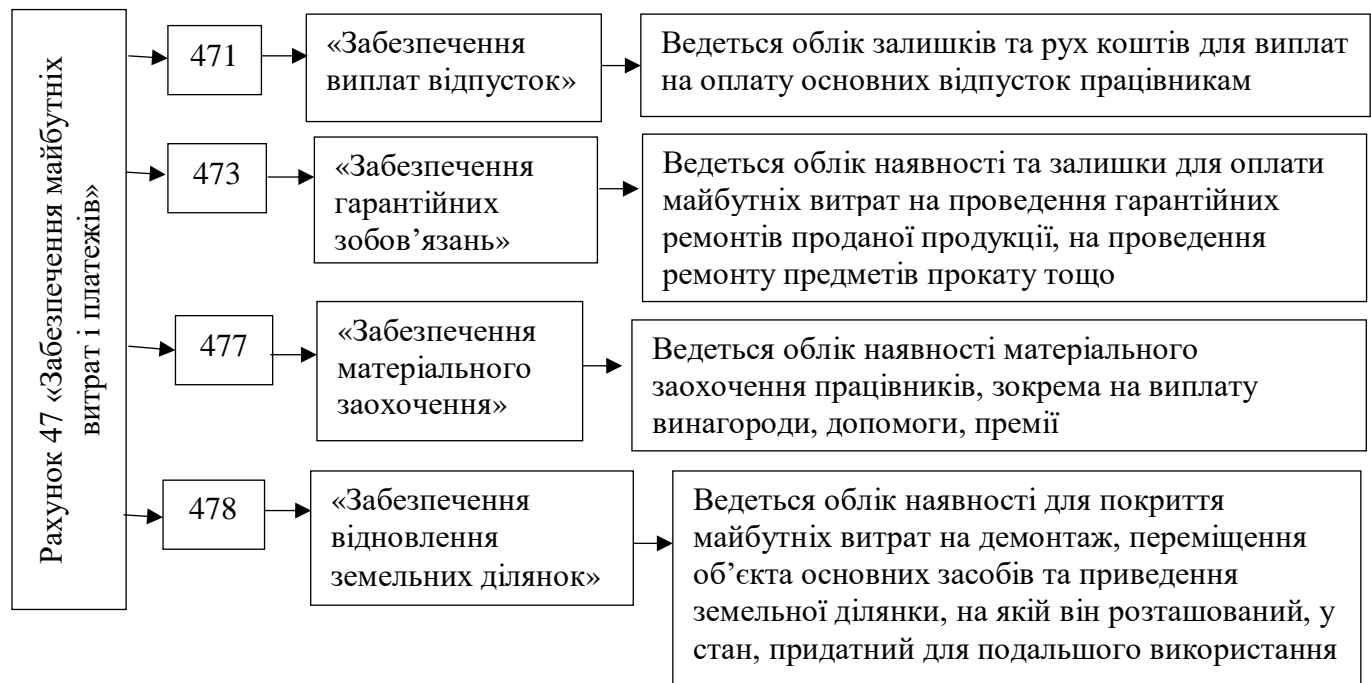 Рахунок 47 «Забезпечення майбутніх
витрат і платежів»
471
«Забезпечення
виплат відпусток»
Ведеться облік залишків та рух коштів для виплат
на оплату основних відпусток працівникам
473
«Забезпечення
гарантійних
зобов’язань»
Ведеться облік наявності та залишки для оплати
майбутніх витрат на проведення гарантійних
ремонтів проданої продукції, на проведення
ремонту предметів прокату тощо
477
«Забезпечення
матеріального
заохочення»
Ведеться облік наявності матеріального
заохочення працівників, зокрема на виплату
винагороди, допомоги, премії
478
«Забезпечення
відновлення
земельних ділянок»
Ведеться облік наявності для покриття
майбутніх витрат на демонтаж, переміщення
об’єкта основних засобів та приведення
земельної ділянки, на якій він розташований, у
стан, придатний для подальшого використання